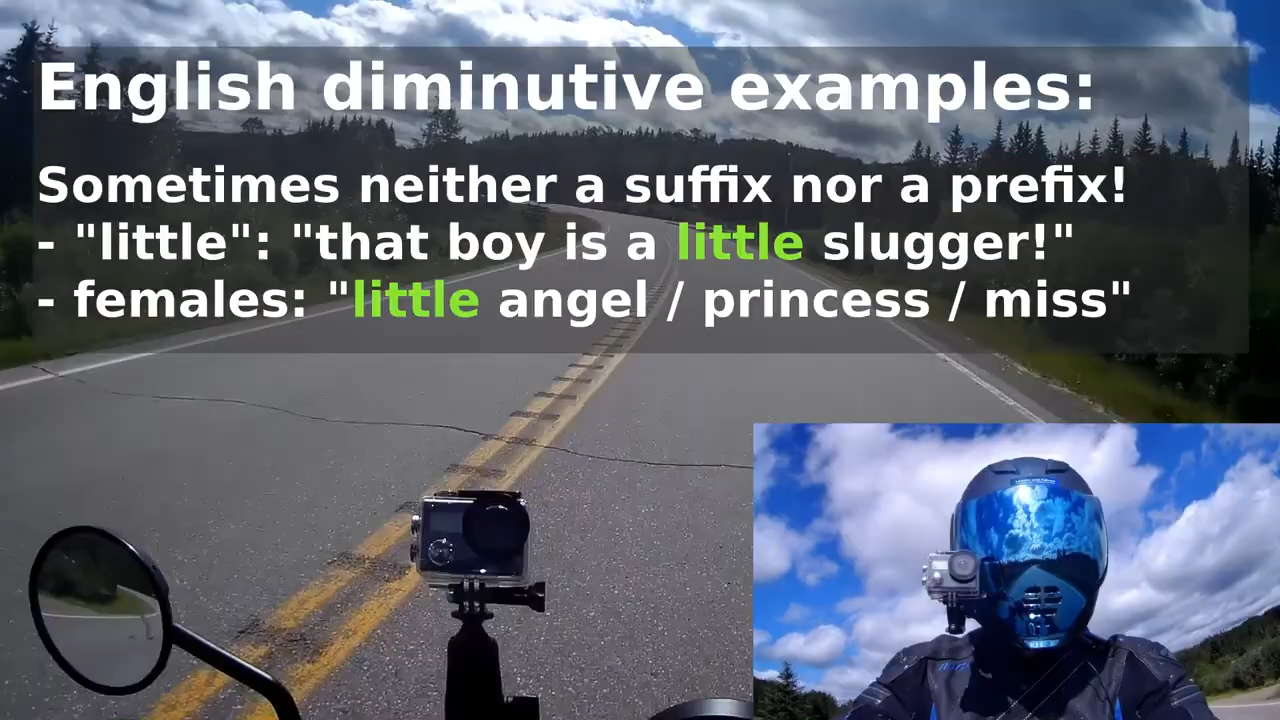 English diminutive examples:
Sometimes neither a suffix nor a prefix!
- "little": "that boy is a little slugger!"
- females: "little angel / princess / miss"